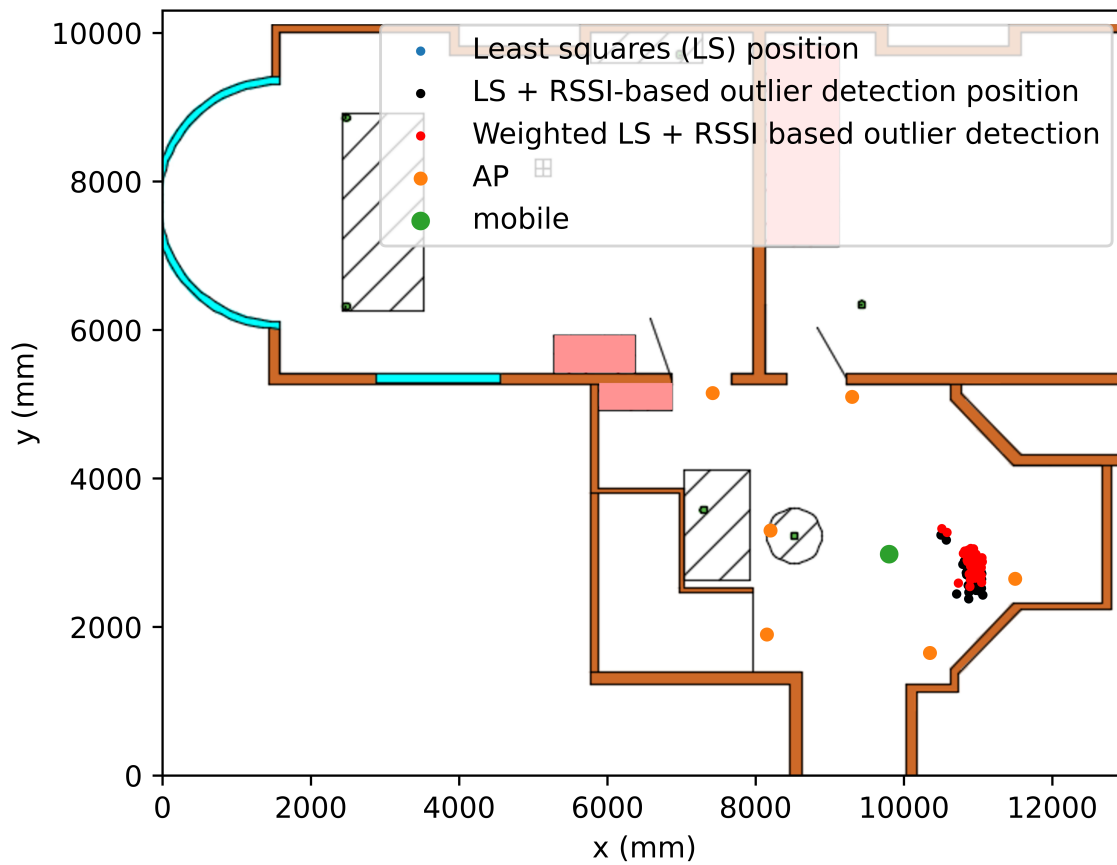 10000
8000
6000
4000
2000
0
y (mm)
Least squares (LS) position
LS + RSSI-based outlier detection position
Weighted LS + RSSI based outlier detection
AP
mobile
0 2000 4000 6000 8000 10000 12000
x (mm)